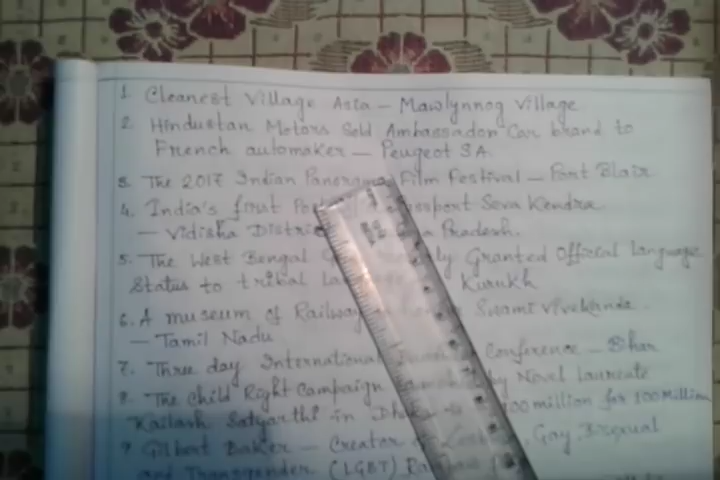 1. Cleanest Village Asia - Mawlynnog Village
2. Hindustan Motors Sold Ambassador Car brand to
French automaker - Peugeot SA.
3. The 2017 Indian Panorama Film Festival - Port Blair
4. India's first Seva Kendra
- Vidisha Pradesh.
5. The West Bengal Granted Official language
Status to tribal Kurukh
6. A museum of Railway Swami
- Tamil Nadu
7. Three day International Conference -
8. The Child Right Campaign by Novel laureate
Kailash Satyarthi in 100 million for 100 million
9. Gilbert Baker - Creator Gay, Bisexual
and Transgender (LGBT)